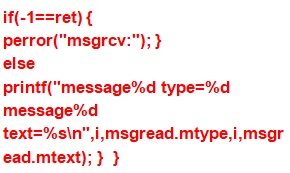 if(-1==ret) {
perror("msgrcv:"); }
else
printf("message%d type=%d
message%d
text=%s\n",i,msgread.mtype,i,msgr
ead.mtext); }  }